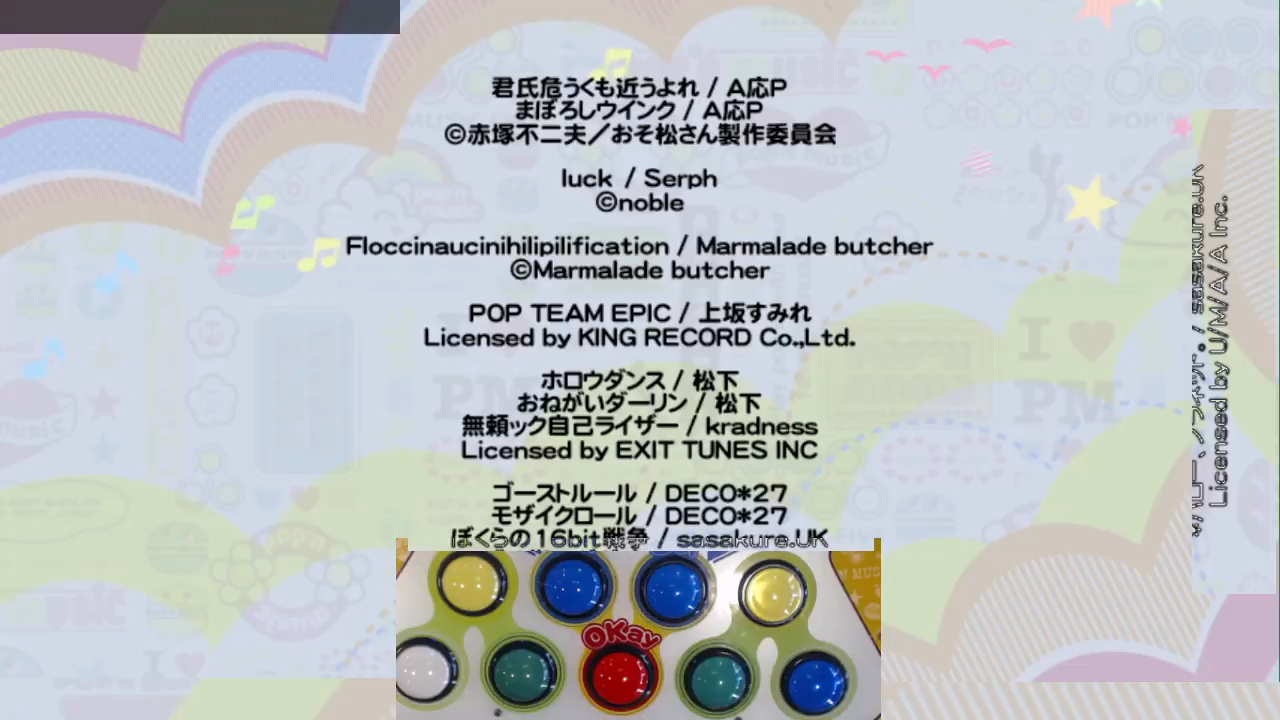 君氏危うくも近うよれ / A応P
まぼろしウインク / A応P
©赤塚不二夫／おそ松さん製作委員会
luck / Serph
©noble
Floccinaucinihilipilification / Marmalade butcher
©Marmalade butcher
POP TEAM EPIC / 上坂すみれ
Licensed by KING RECORD Co.,Ltd.
ホロウダンス / 松下
おねがいダーリン / 松下
無頼ック自己ライザー / kradness
Licensed by EXIT TUNES INC
ゴーストルール / DECO*27
モザイクロール / DECO*27
ぼくらの16bit戦争 / sasakure.UK
/ sasakure.UK
Licensed by U/M/A/A Inc.
OKay
I
PM
I
PM
music